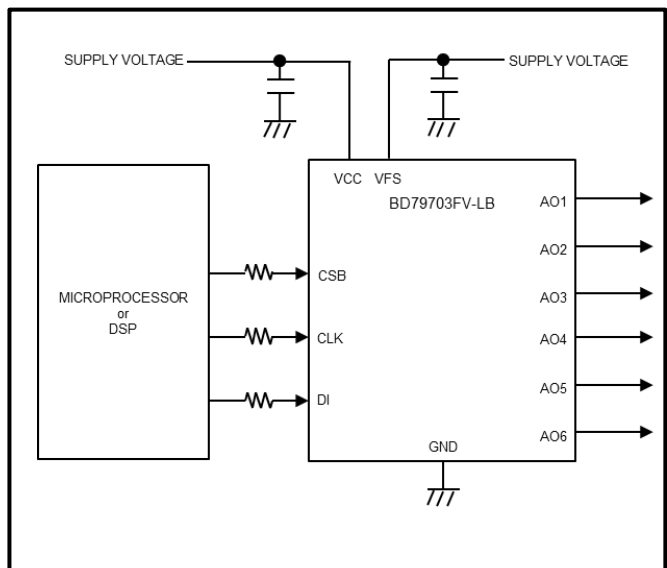 SUPPLY VOLTAGE
SUPPLY VOLTAGE
VCC
VFS
BD79703FV-LB
AO1
AO2
CSB
AO3
MICROPROCESSOR
or
DSP
CLK
AO4
DI
AO5
AO6
GND